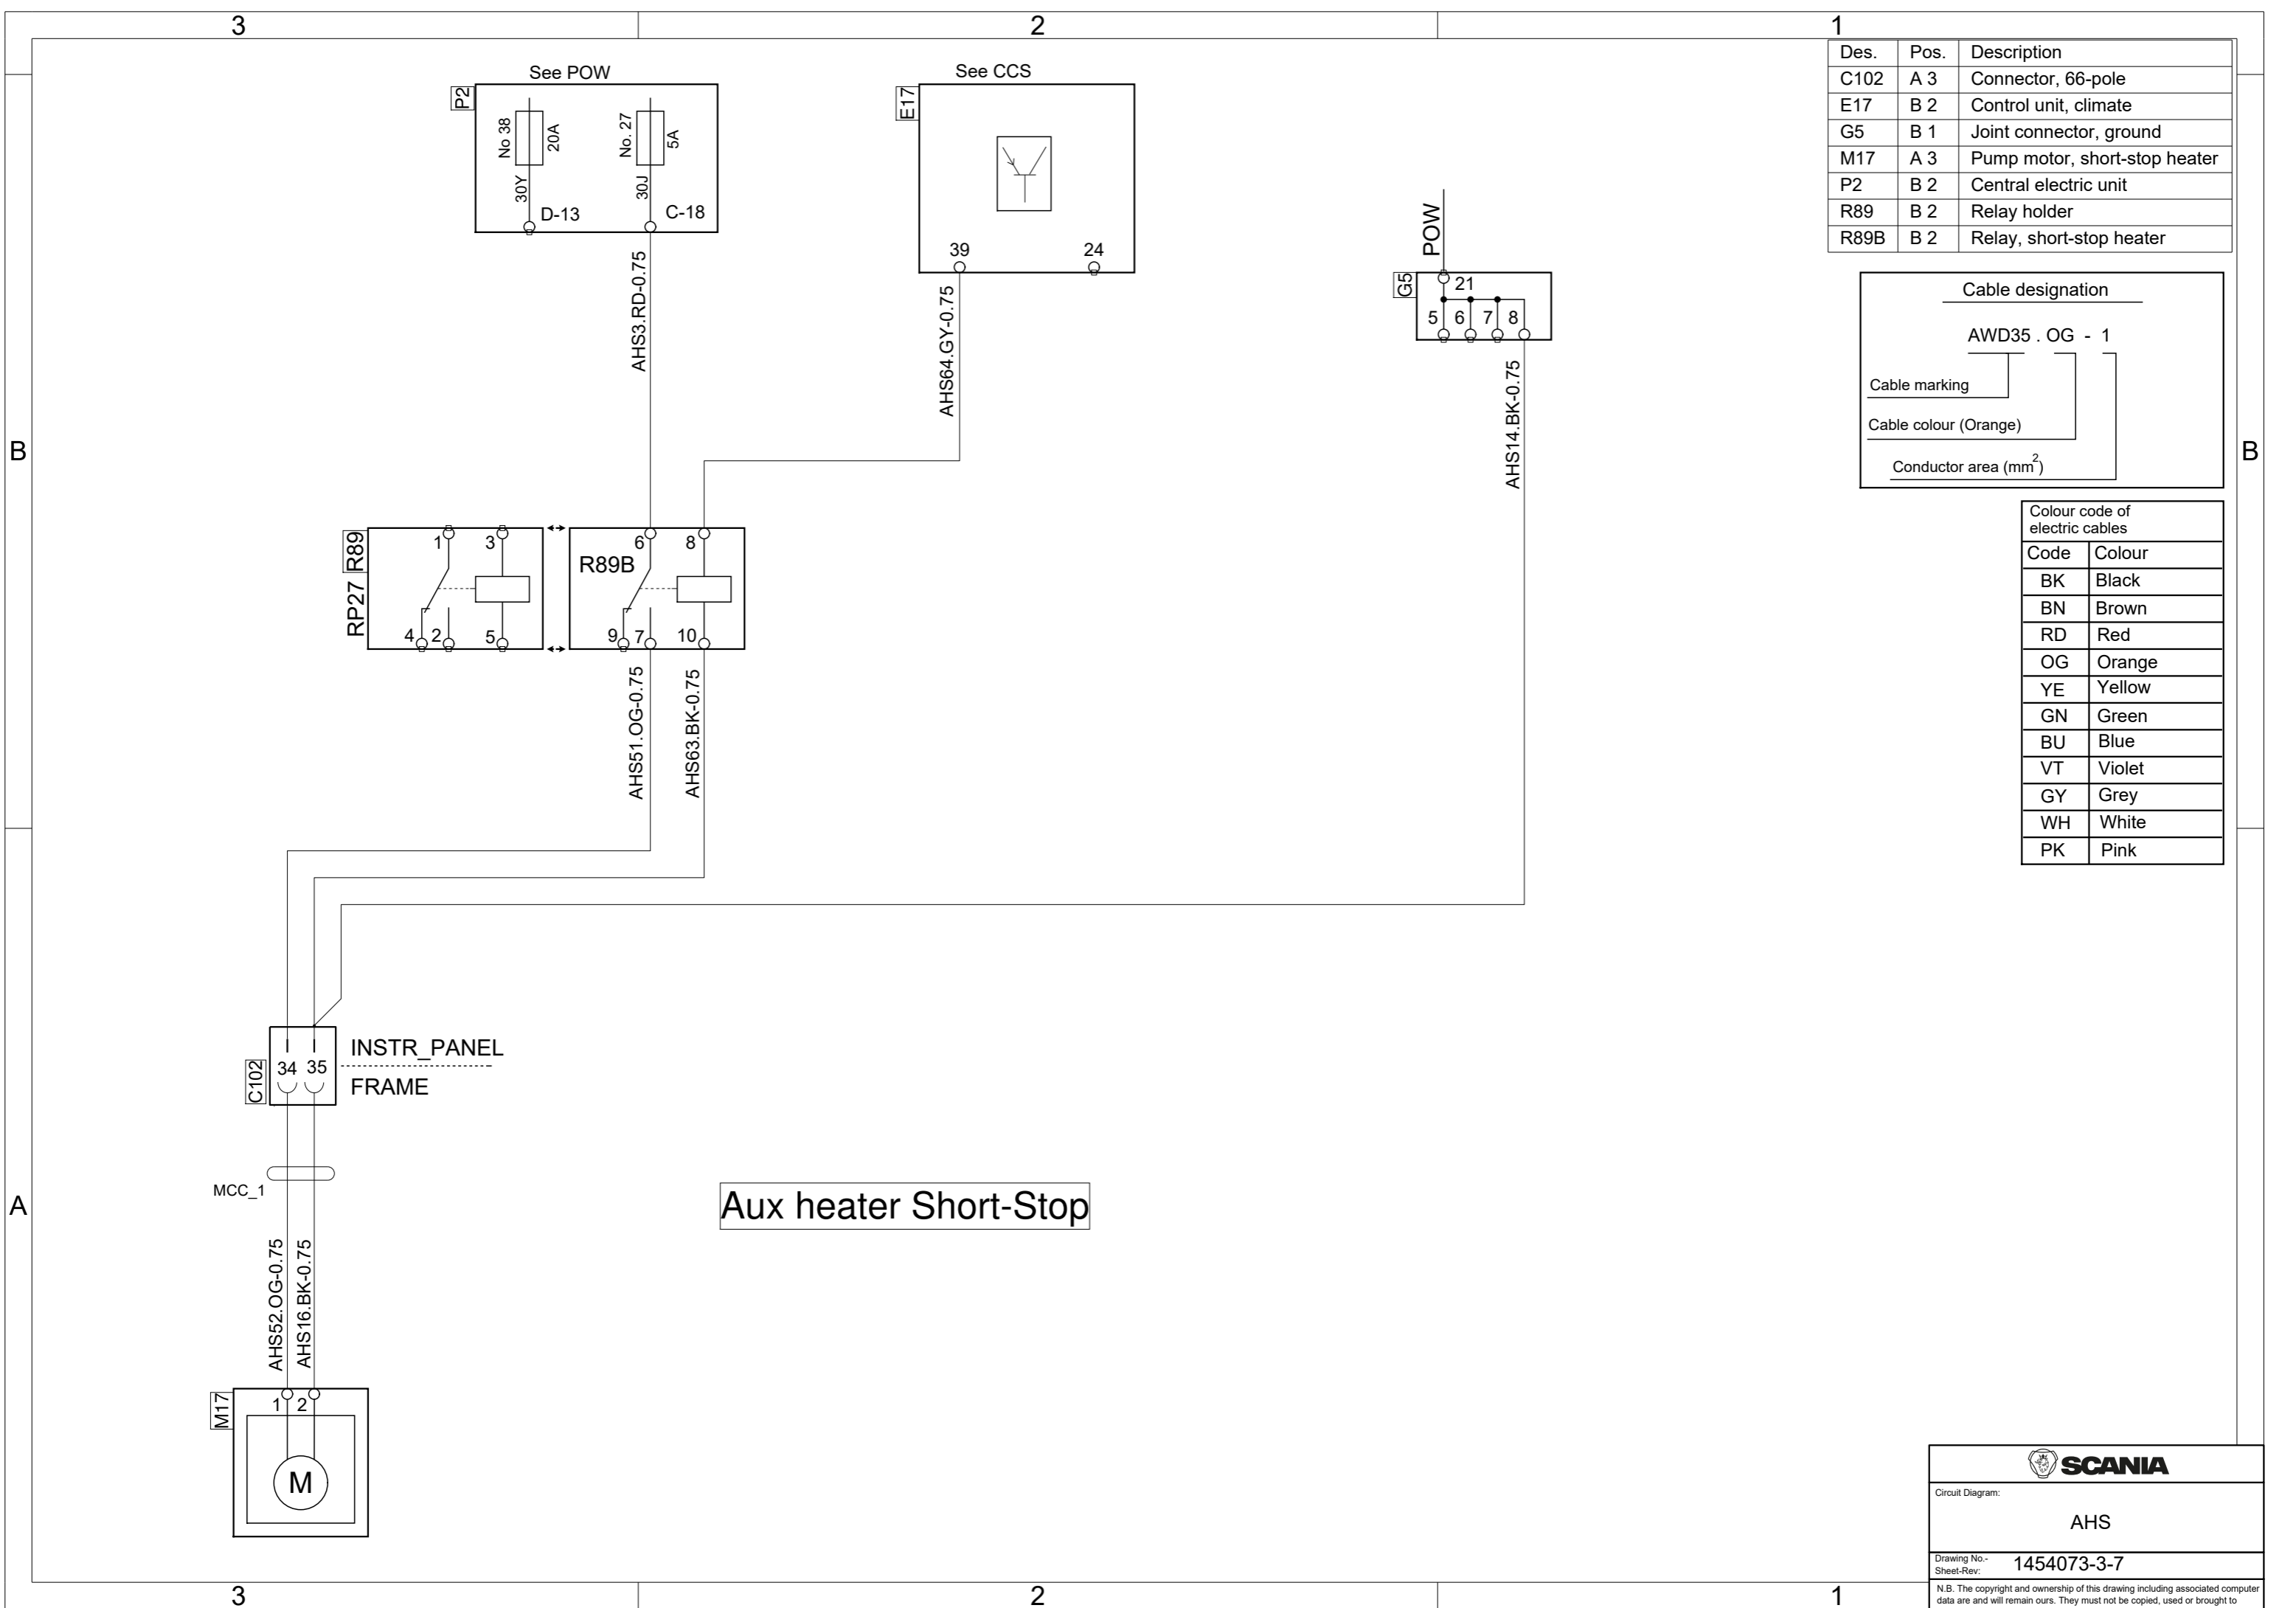 3 2 1
See POW
P2
No 38
20A
No. 27
5A
30Y
30J
D-13
C-18
AHS3.RD-0.75
See CCS
E17
39
24
AHS64.GY-0.75
POW
G5
21
5 6 7 8
AHS14.BK-0.75
Des. Pos. Description
C102 A 3 Connector, 66-pole
E17 B 2 Control unit, climate
G5 B 1 Joint connector, ground
M17 A 3 Pump motor, short-stop heater
P2 B 2 Central electric unit
R89 B 2 Relay holder
R89B B 2 Relay, short-stop heater
Cable designation
AWD35 . OG - 1
Cable marking
Cable colour (Orange)
Conductor area (mm²)
B
B
Colour code of
electric cables
Code Colour
BK Black
BN Brown
RD Red
OG Orange
YE Yellow
GN Green
BU Blue
VT Violet
GY Grey
WH White
PK Pink
RP27 R89
1 3
4 2 5
R89B
6 8
9 7 10
AHS51.OG-0.75
AHS63.BK-0.75
C102
34 35
INSTR_PANEL
FRAME
MCC_1
A
Aux heater Short-Stop
AHS52.OG-0.75
AHS16.BK-0.75
M17
1 2
M
SCANIA
Circuit Diagram:
AHS
Drawing No.-
Sheet-Rev:
1454073-3-7
N.B. The copyright and ownership of this drawing including associated computer
data are and will remain ours. They must not be copied, used or brought to
3 2 1